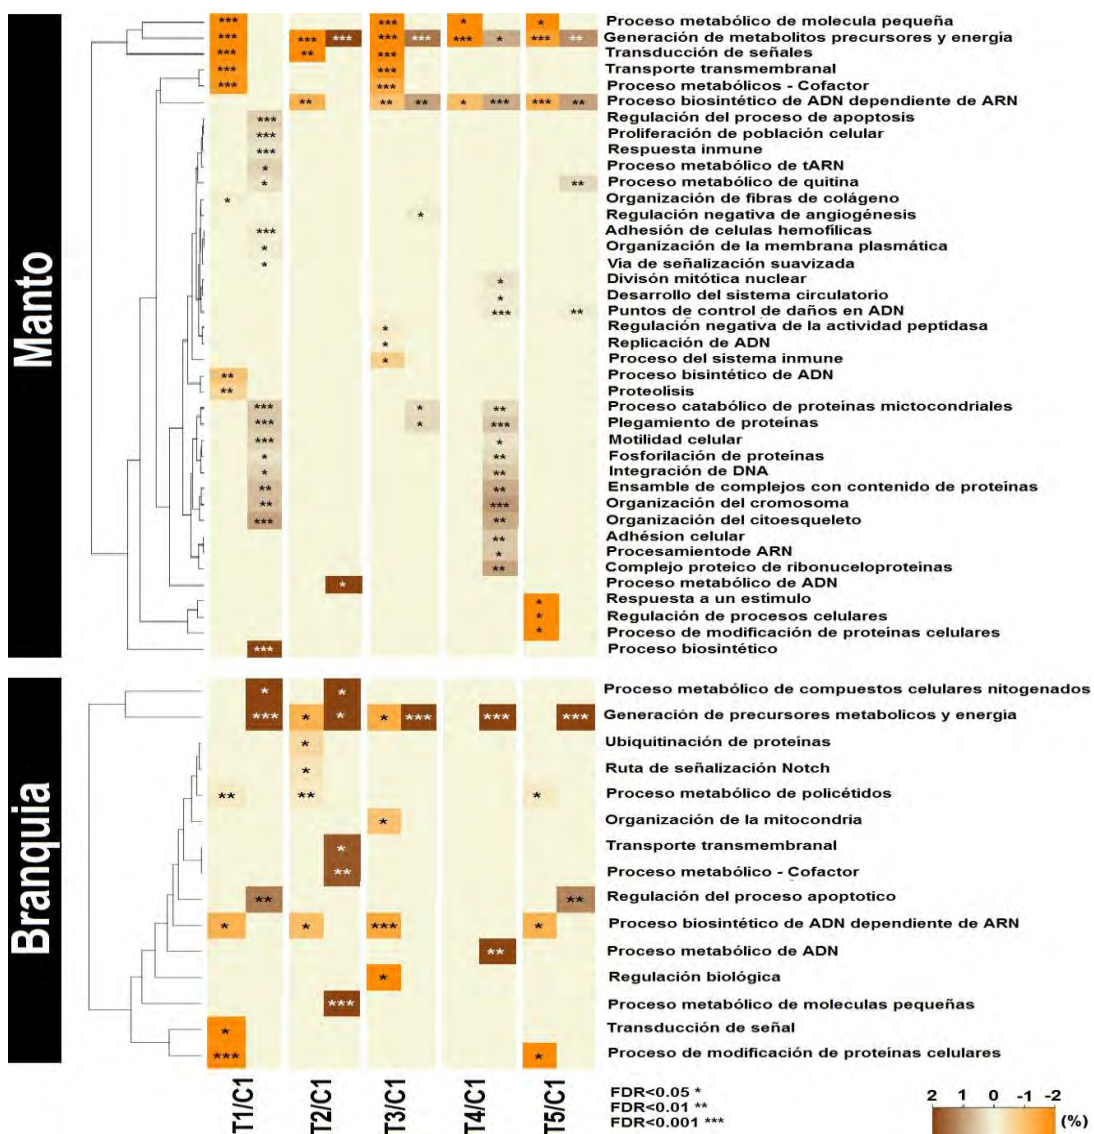 Manto
*** *** * * Proceso metabólico de molecula pequeña
*** *** *** *** *** *** * *** ** Generación de metabolitos precursores y energía
*** ** *** Transducción de señales
*** *** Transporte transmembranal
*** *** Proceso metabólicos - Cofactor
** ** ** * *** *** ** Proceso biosintético de ADN dependiente de ARN
*** Regulación del proceso de apoptosis
*** Proliferación de población celular
*** Respuesta inmune
* Proceso metabólico de tARN
* ** Proceso metabólico de quitina
* Organización de fibras de colágeno
* Regulación negativa de angiogénesis
*** Adhesión de celulas hemofílicas
* Organización de la membrana plasmática
* Via de señalización suavizada
* Divisón mitótica nuclear
* Desarrollo del sistema circulatorio
*** ** Puntos de control de daños en ADN
* Regulación negativa de la actividad peptidasa
* Replicación de ADN
* Proceso del sistema inmune
** Proceso bisintético de ADN
** Proteolísis
*** * ** Proceso catabólico de proteínas mictocondriales
*** * *** Plegamiento de proteínas
*** * Motilidad celular
* ** Fosforilación de proteínas
* ** Integración de DNA
** ** Ensamble de complejos con contenido de proteínas
** *** Organización del cromosoma
*** ** Organización del citoesqueleto
** Adhésion celular
* Procesamientode ARN
** Complejo proteico de ribonuceloproteínas
* Proceso metabólico de ADN
* Respuesta a un estímulo
* Regulación de procesos celulares
* Proceso de modificación de proteínas celulares
*** Proceso biosintético
Branquia
* * Proceso metabólico de compuestos celulares nitogenados
*** * * * *** *** *** Generación de precursores metabolicos y energia
* Ubiquitinación de proteínas
* Ruta de señalización Notch
** ** * Proceso metabólico de policétidos
* Organización de la mitocondria
* Transporte transmembranal
** Proceso metabólico - Cofactor
** ** Regulación del proceso apoptotico
* * *** * Proceso biosintético de ADN dependiente de ARN
** Proceso metabólico de ADN
* Regulación biológica
*** Proceso metabólico de moleculas pequeñas
* Transducción de señal
*** * Proceso de modificación de proteínas celulares
T1/C1 T2/C1 T3/C1 T4/C1 T5/C1
FDR<0.05 *
FDR<0.01 **
FDR<0.001 ***
2 1 0 -1 -2
(%)